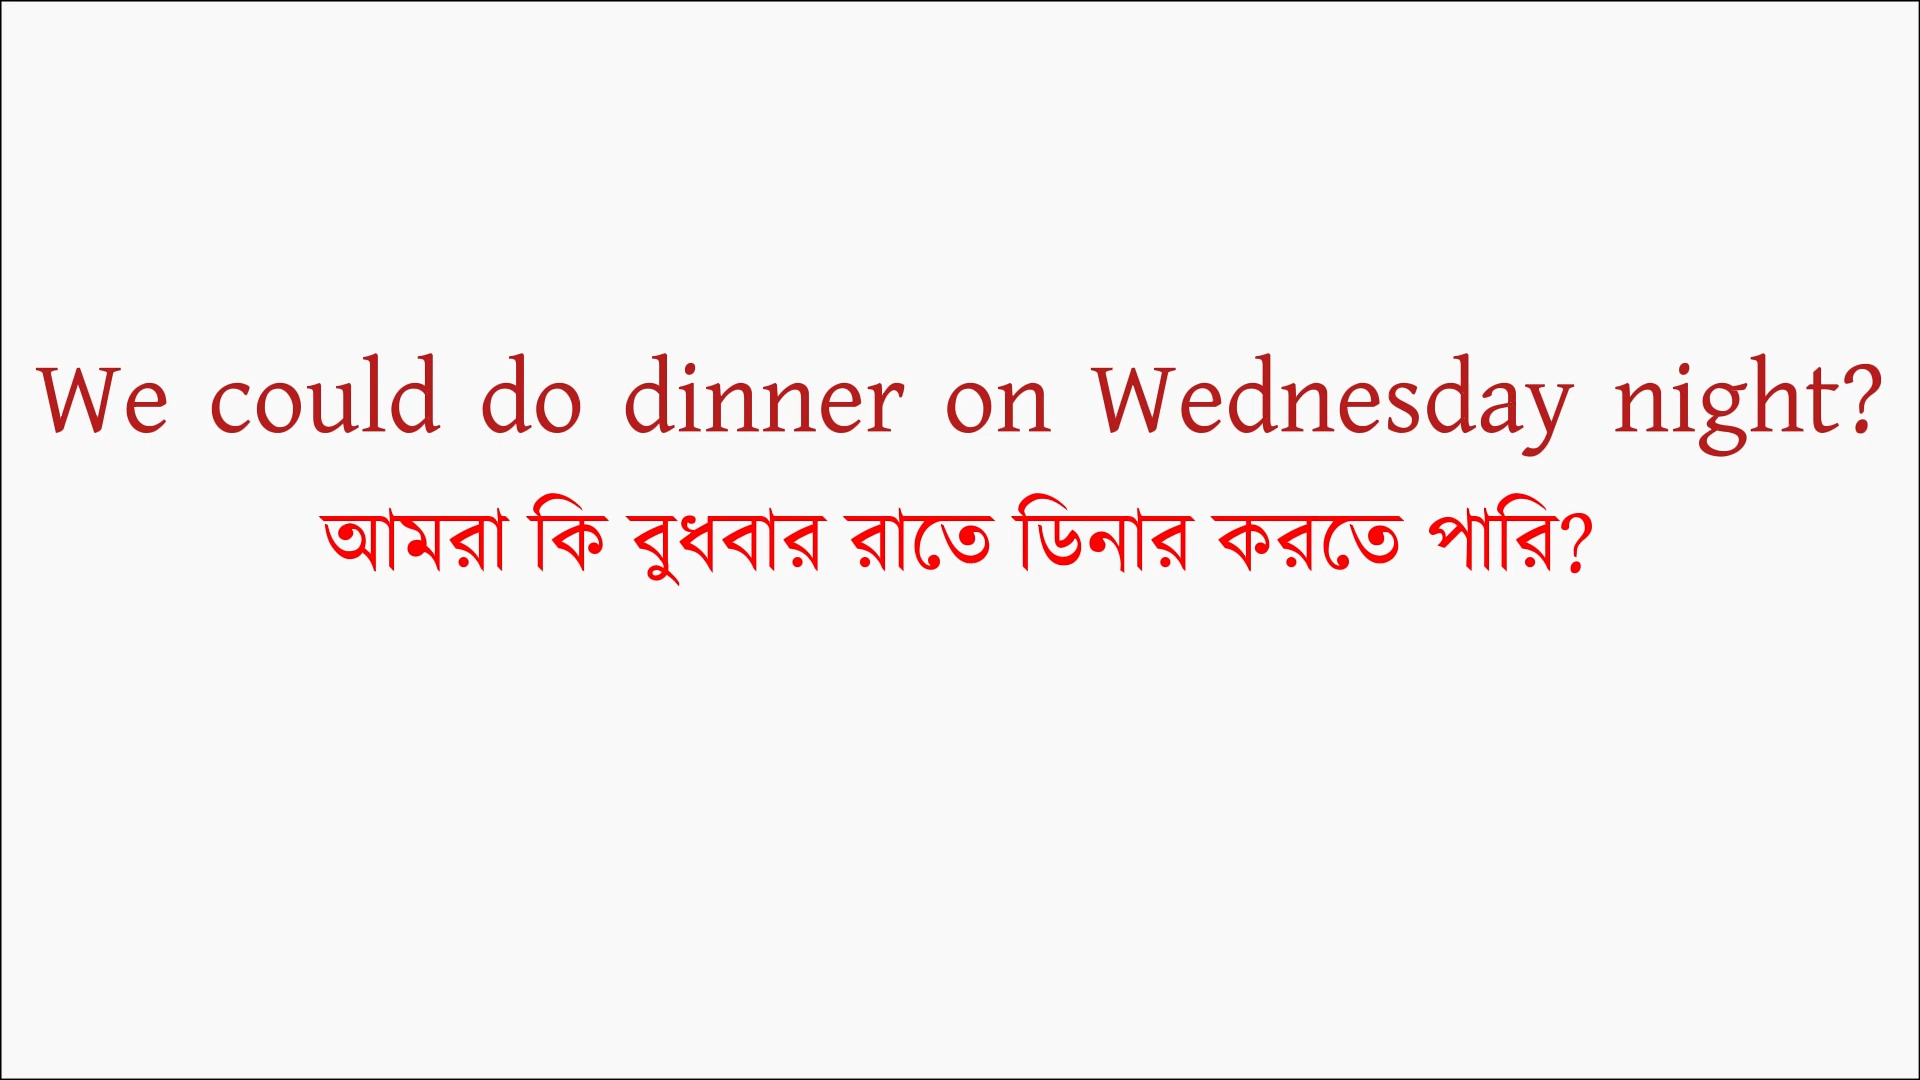 We could do dinner on Wednesday night?
আমরা কি বুধবার রাতে ডিনার করতে পারি?